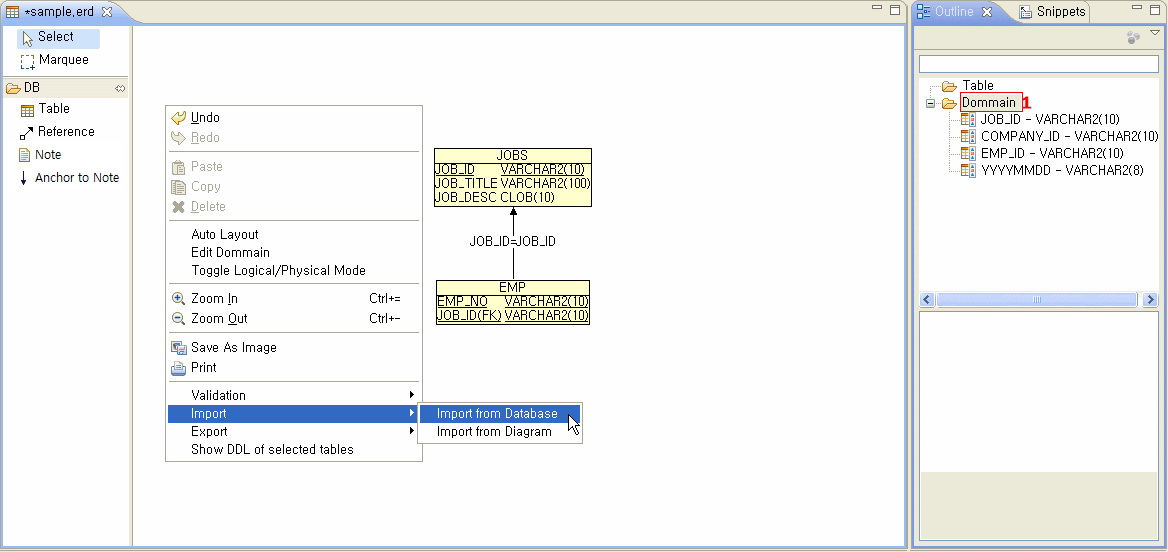 *sample.erd
Select
Marquee
DB
Table
Reference
Note
Anchor to Note
Undo
Redo
Paste
Copy
Delete
Auto Layout
Edit Dommain
Toggle Logical/Physical Mode
Zoom In Ctrl+=
Zoom Out Ctrl+-
Save As Image
Print
Validation
Import
Export
Show DDL of selected tables
Import from Database
Import from Diagram
JOBS
JOB_ID VARCHAR2(10)
JOB_TITLE VARCHAR2(100)
JOB_DESC CLOB(10)
JOB_ID=JOB_ID
EMP
EMP_NO VARCHAR2(10)
JOB_ID(FK) VARCHAR2(10)
Outline
Snippets
Table
Dommain 1
JOB_ID - VARCHAR2(10)
COMPANY_ID - VARCHAR2(10)
EMP_ID - VARCHAR2(10)
YYYYMMDD - VARCHAR2(8)